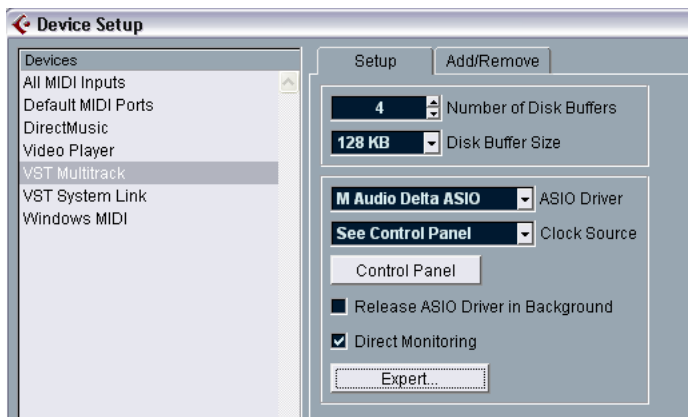 Device Setup
Devices
All MIDI Inputs
Default MIDI Ports
DirectMusic
Video Player
VST Multitrack
VST System Link
Windows MIDI
Setup
Add/Remove
4 Number of Disk Buffers
128 KB Disk Buffer Size
M Audio Delta ASIO ASIO Driver
See Control Panel Clock Source
Control Panel
Release ASIO Driver in Background
Direct Monitoring
Expert...